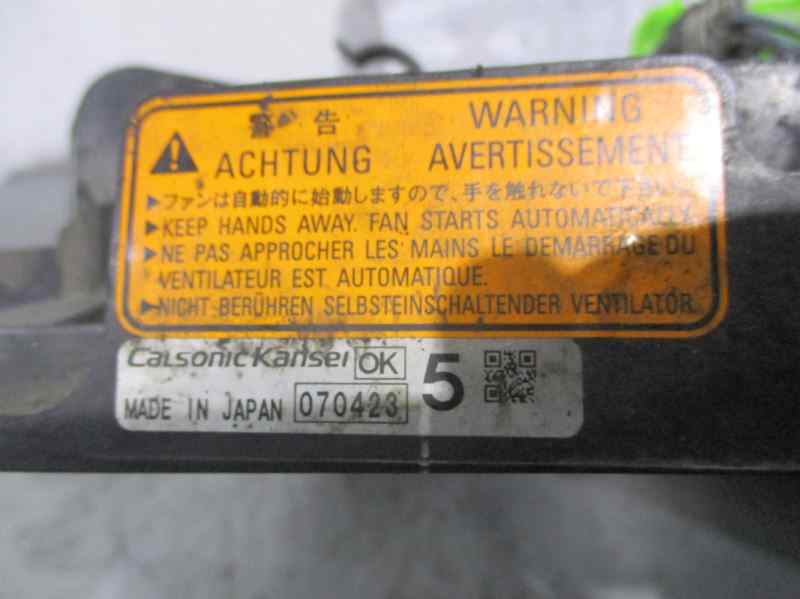 警告 WARNING
ACHTUNG AVERTISSEMENT
▶ファンは自動的に始動しますので、手を触れないで下さい。
▶KEEP HANDS AWAY. FAN STARTS AUTOMATICALLY.
▶NE PAS APPROCHER LES MAINS LE DEMARRAGE DU
VENTILATEUR EST AUTOMATIQUE.
▶NICHT BERÜHREN SELBSTEINSCHALTENDER VENTILATOR.
CalsonicKansei OK 5
MADE IN JAPAN 070423